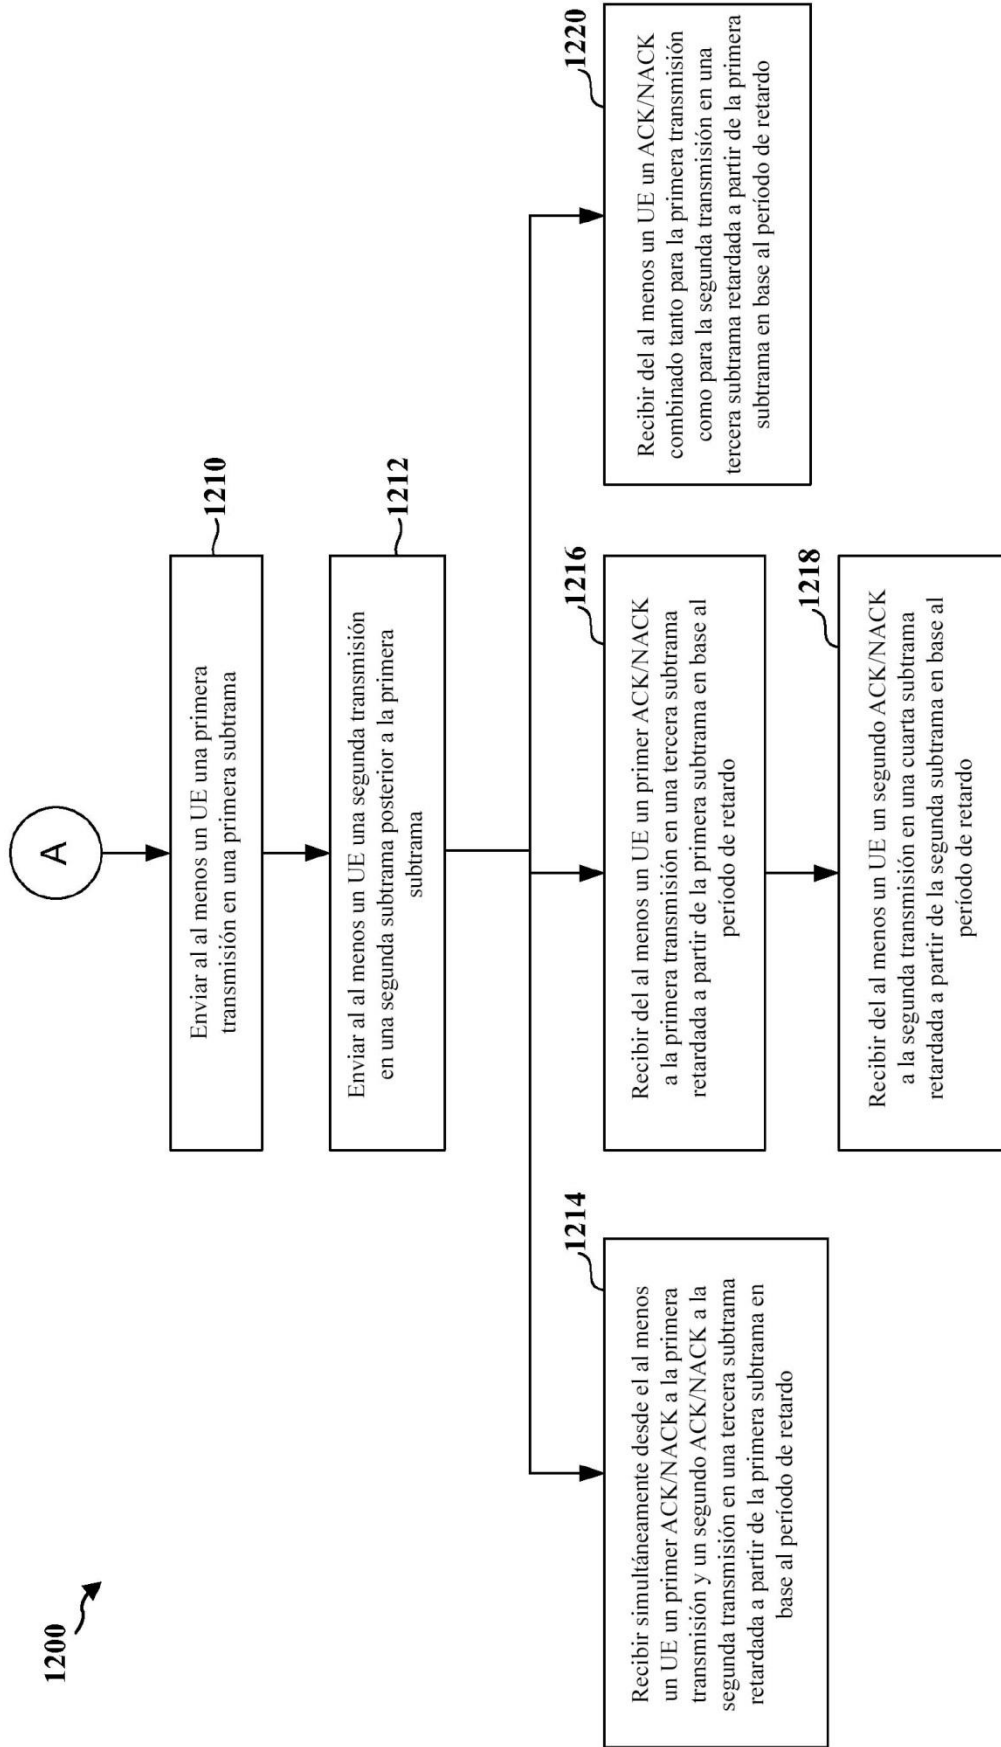 1200
A
1210
Enviar al al menos un UE una primera
transmisión en una primera subtrama
1212
Enviar al al menos un UE una segunda transmisión
en una segunda subtrama posterior a la primera
subtrama
1214
Recibir simultáneamente desde el al menos
un UE un primer ACK/NACK a la primera
transmisión y un segundo ACK/NACK a la
segunda transmisión en una tercera subtrama
retardada a partir de la primera subtrama en
base al período de retardo
1216
Recibir del al menos un UE un primer ACK/NACK
a la primera transmisión en una tercera subtrama
retardada a partir de la primera subtrama en base al
período de retardo
1218
Recibir del al menos un UE un segundo ACK/NACK
a la segunda transmisión en una cuarta subtrama
retardada a partir de la segunda subtrama en base al
período de retardo
1220
Recibir del al menos un UE un ACK/NACK
combinado tanto para la primera transmisión
como para la segunda transmisión en una
tercera subtrama retardada a partir de la primera
subtrama en base al período de retardo